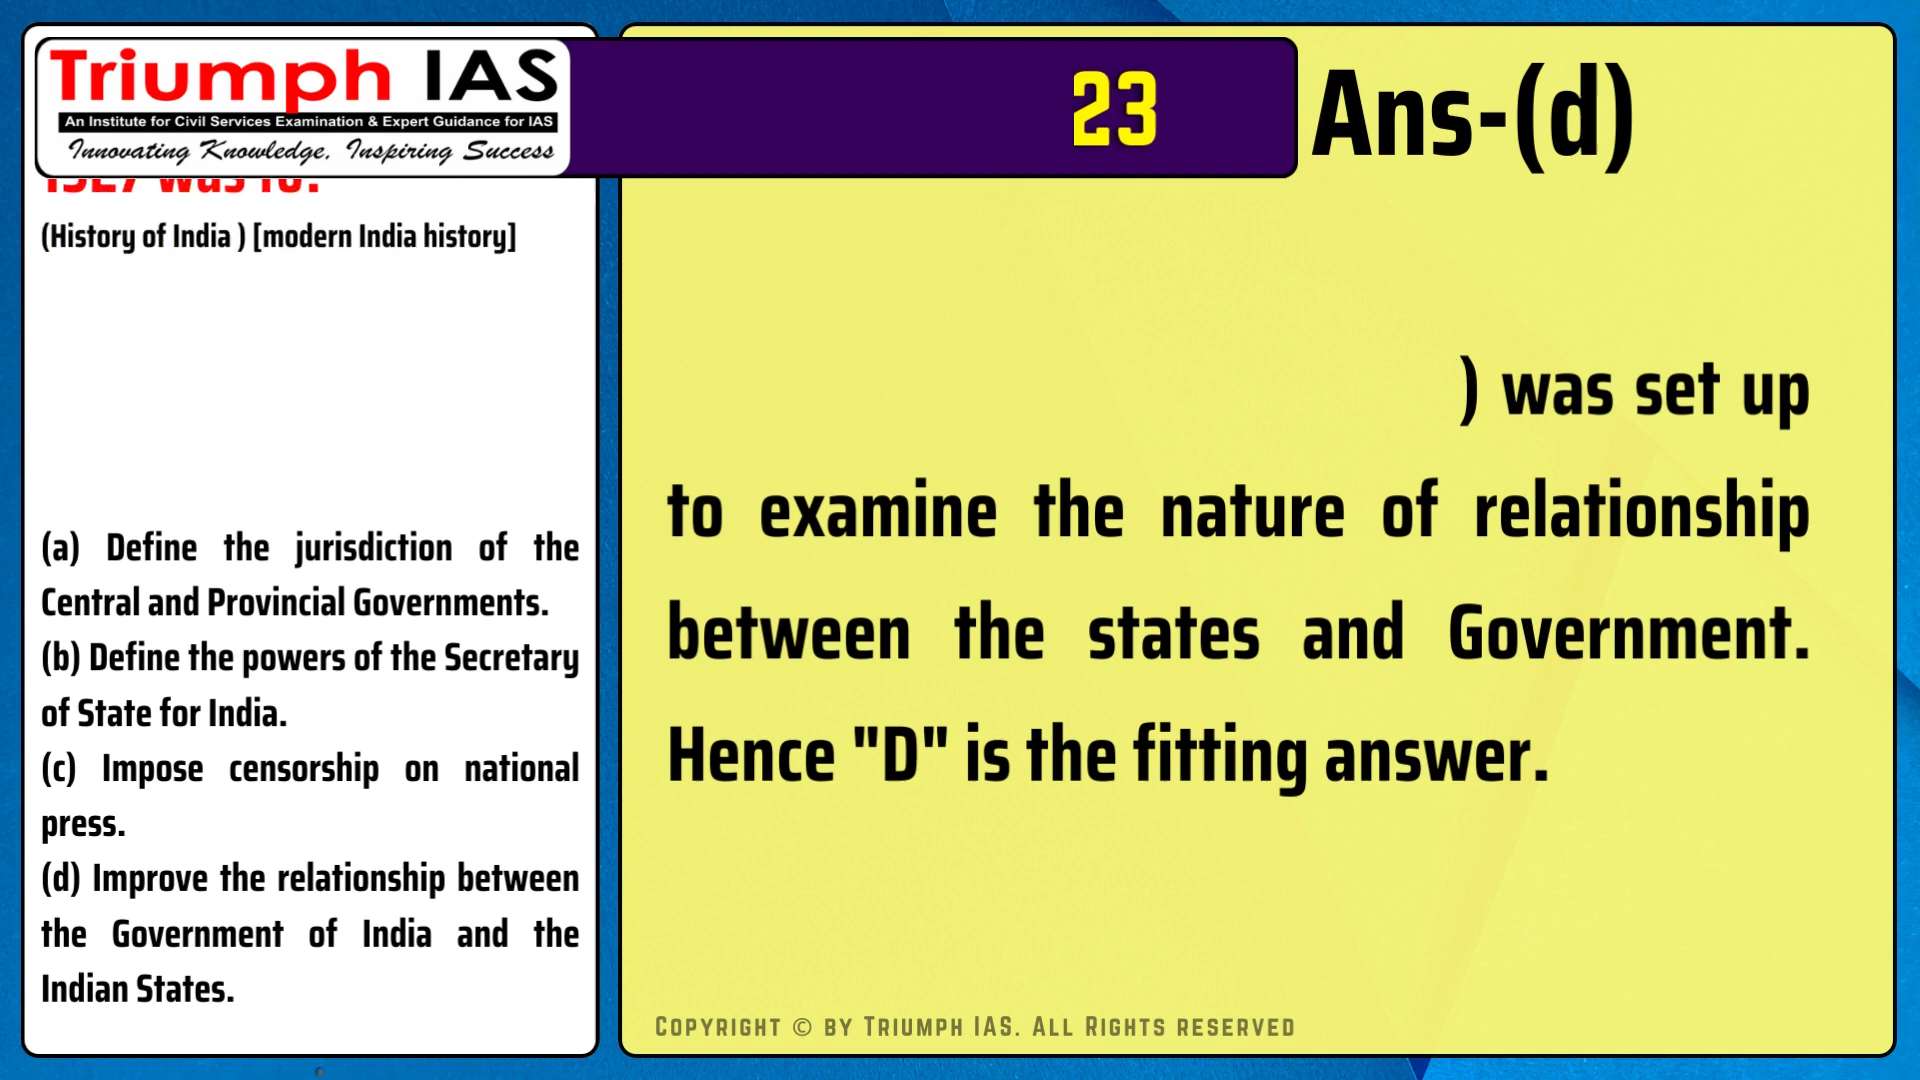 Triumph IAS
An Institute for Civil Services Examination & Expert Guidance for IAS
Innovating Knowledge, Inspiring Success
23
Ans-(d)
was to:
(History of India ) [modern India history]
(a) Define the jurisdiction of the
Central and Provincial Governments.
(b) Define the powers of the Secretary
of State for India.
(c) Impose censorship on national
press.
(d) Improve the relationship between
the Government of India and the
Indian States.
) was set up
to examine the nature of relationship
between the states and Government.
Hence "D" is the fitting answer.
Copyright © by Triumph IAS. All Rights reserved